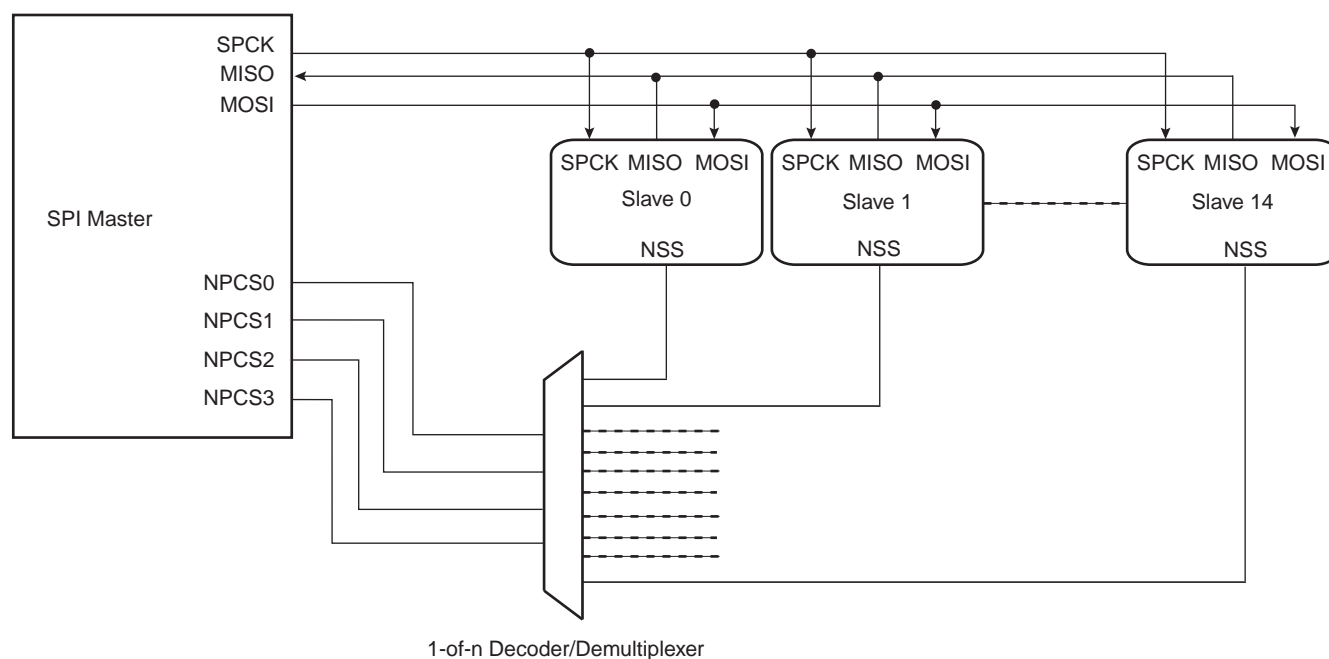 SPCK
MISO
MOSI
SPI Master
NPCS0
NPCS1
NPCS2
NPCS3
SPCK MISO MOSI
Slave 0
NSS
SPCK MISO MOSI
Slave 1
NSS
SPCK MISO MOSI
Slave 14
NSS
1-of-n Decoder/Demultiplexer